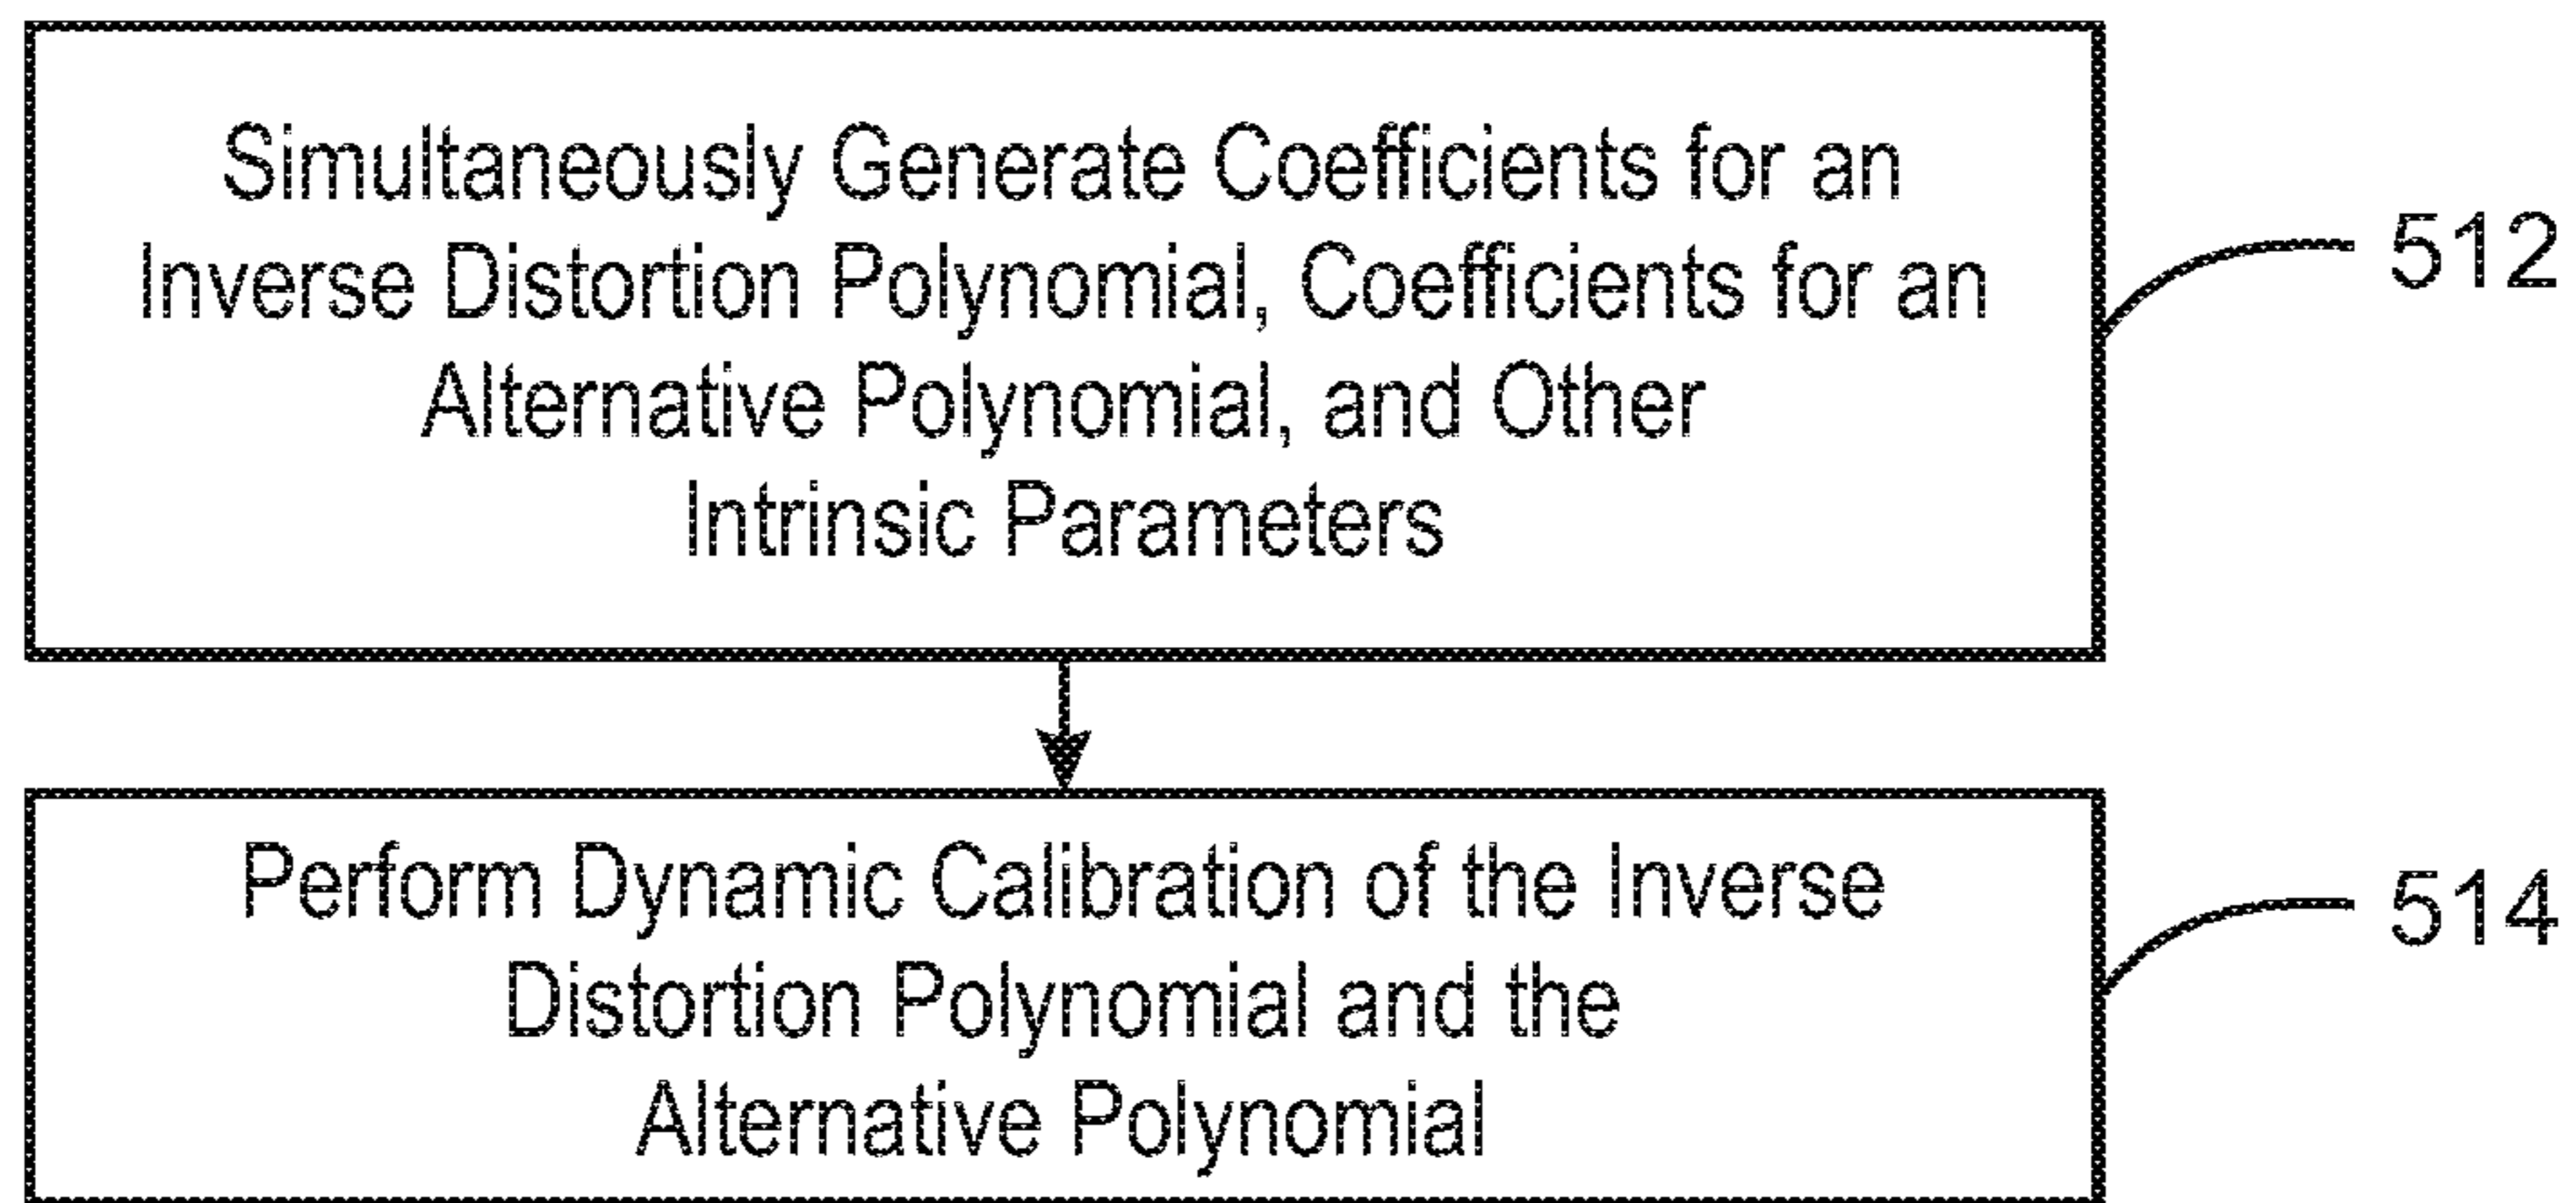 Simultaneously Generate Coefficients for an
Inverse Distortion Polynomial, Coefficients for an
Alternative Polynomial, and Other
Intrinsic Parameters
512
Perform Dynamic Calibration of the Inverse
Distortion Polynomial and the
Alternative Polynomial
514